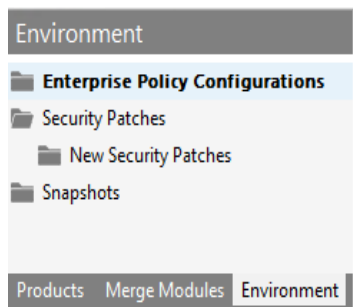 Environment
Enterprise Policy Configurations
Security Patches
New Security Patches
Snapshots
Products Merge Modules Environment